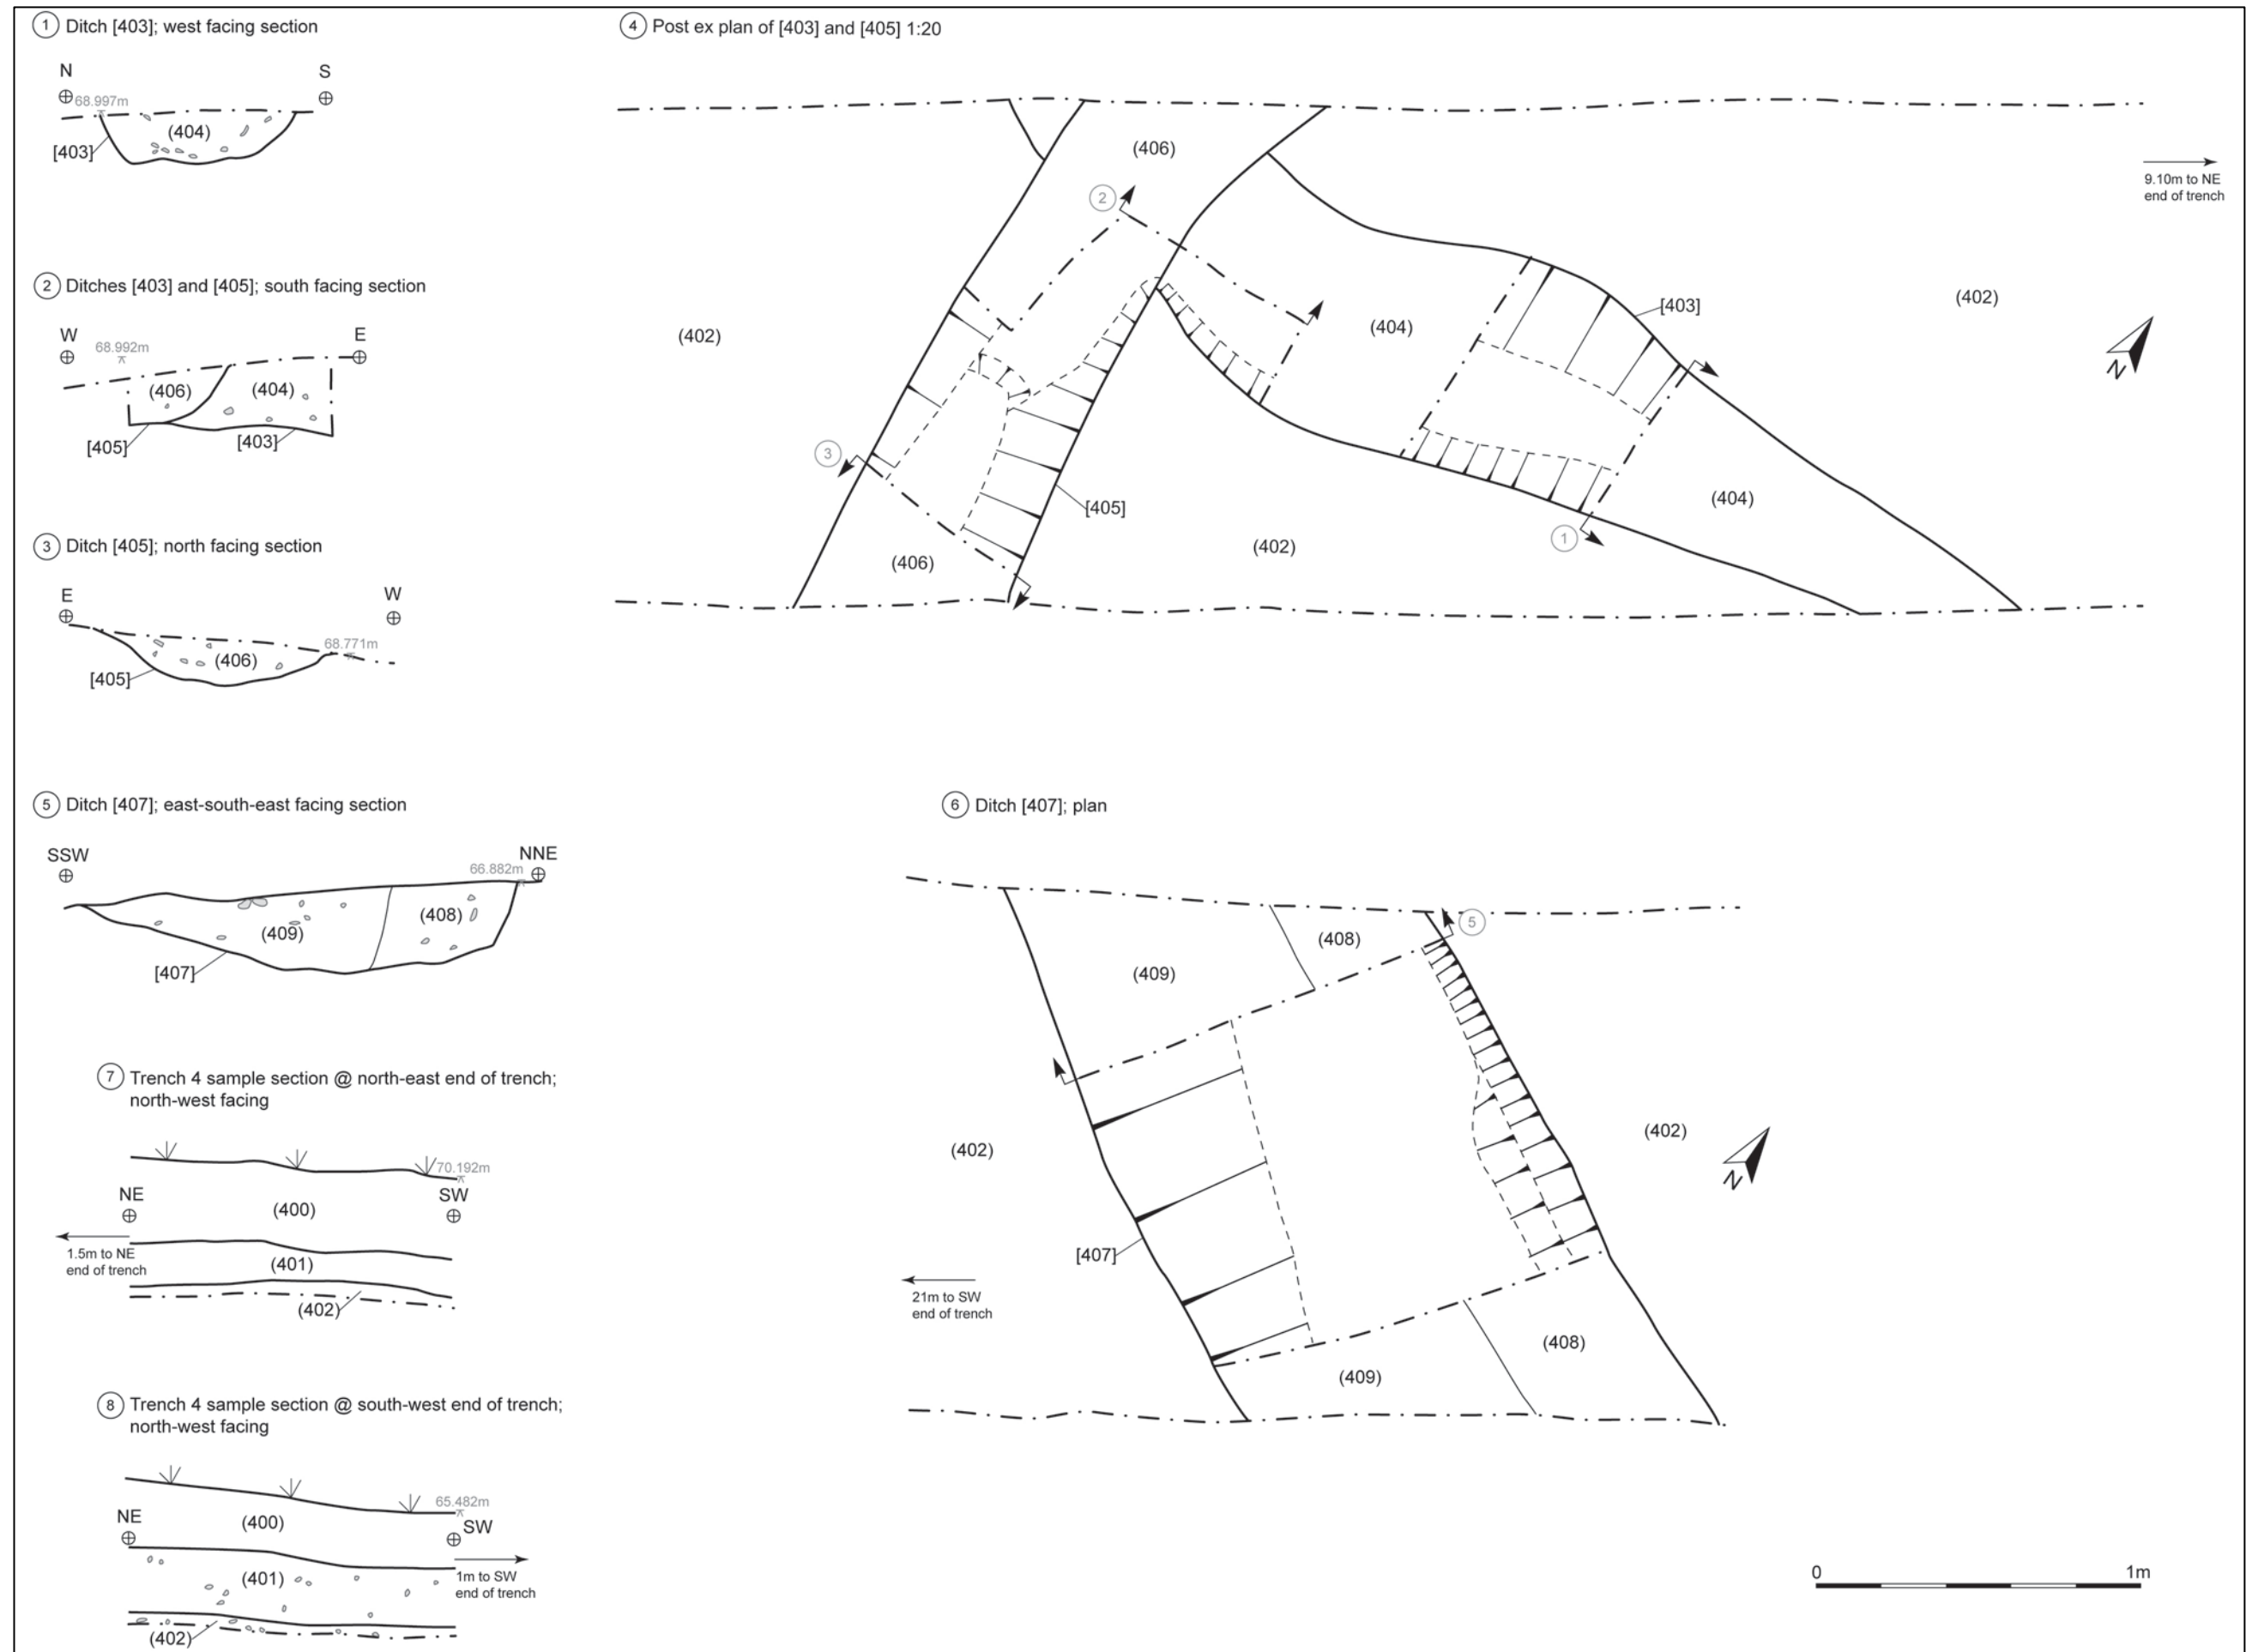 1 Ditch [403]; west facing section
N
S
68.997m
(404)
[403]
2 Ditches [403] and [405]; south facing section
W
E
68.992m
(406)
(404)
[405]
[403]
3 Ditch [405]; north facing section
E
W
68.771m
(406)
[405]
4 Post ex plan of [403] and [405] 1:20
(406)
2
9.10m to NE
end of trench
[403]
(402)
(404)
(402)
N
3
(404)
[405]
1
(402)
(406)
5 Ditch [407]; east-south-east facing section
SSW
NNE
66.882m
(408)
(409)
[407]
6 Ditch [407]; plan
5
(408)
(409)
(402)
(402)
N
[407]
21m to SW
end of trench
(408)
(409)
7 Trench 4 sample section @ north-east end of trench;
north-west facing
70.192m
NE
SW
(400)
1.5m to NE
end of trench
(401)
(402)
8 Trench 4 sample section @ south-west end of trench;
north-west facing
65.482m
NE
SW
(400)
(401)
1m to SW
end of trench
(402)
0
1m